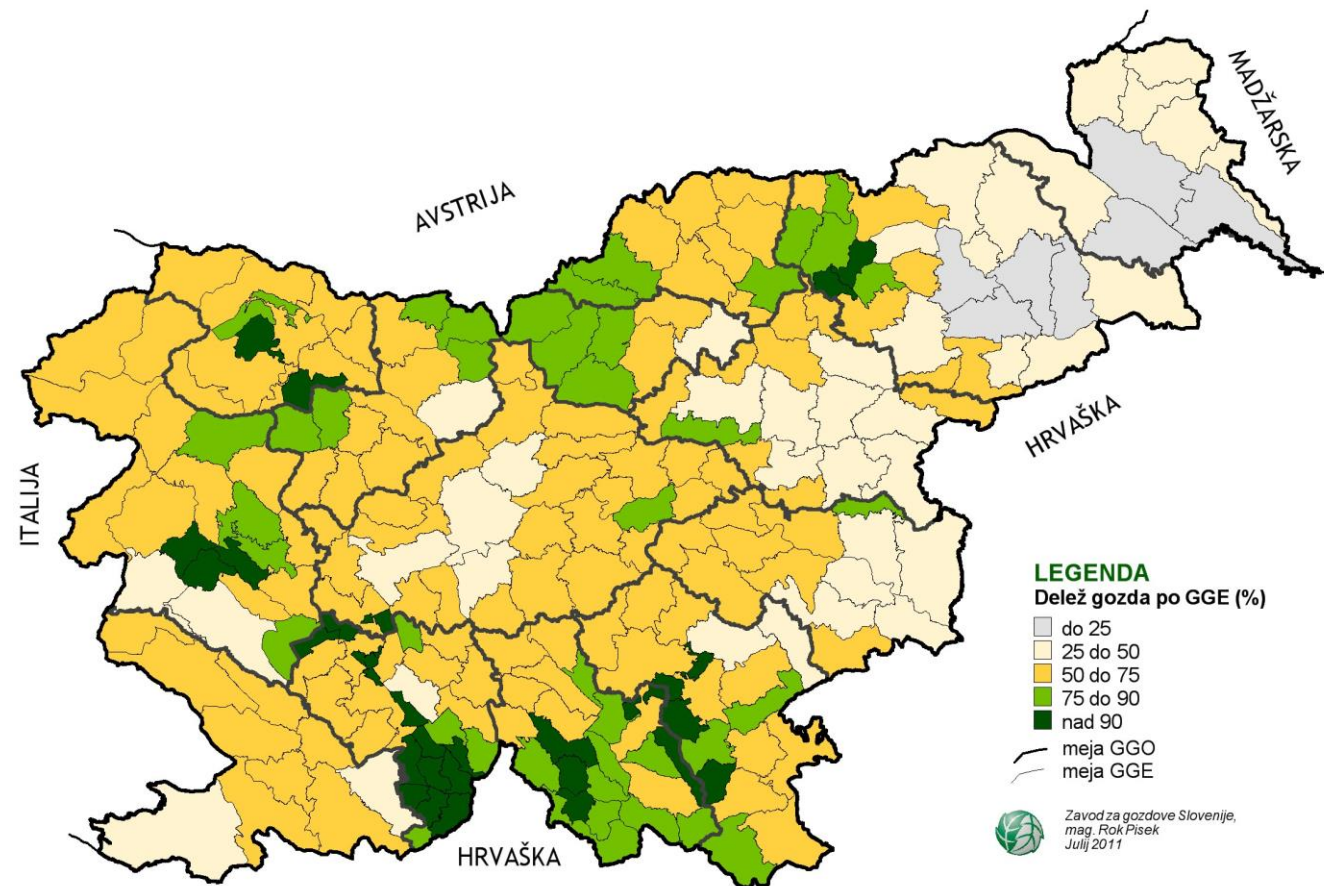 MADŽARSKA
AVSTRIJA
ITALIJA
HRVAŠKA
HRVAŠKA
LEGENDA
Delež gozda po GGE (%)
do 25
25 do 50
50 do 75
75 do 90
nad 90
meja GGO
meja GGE
Zavod za gozdove Slovenije,
mag. Rok Pisek
Julij 2011